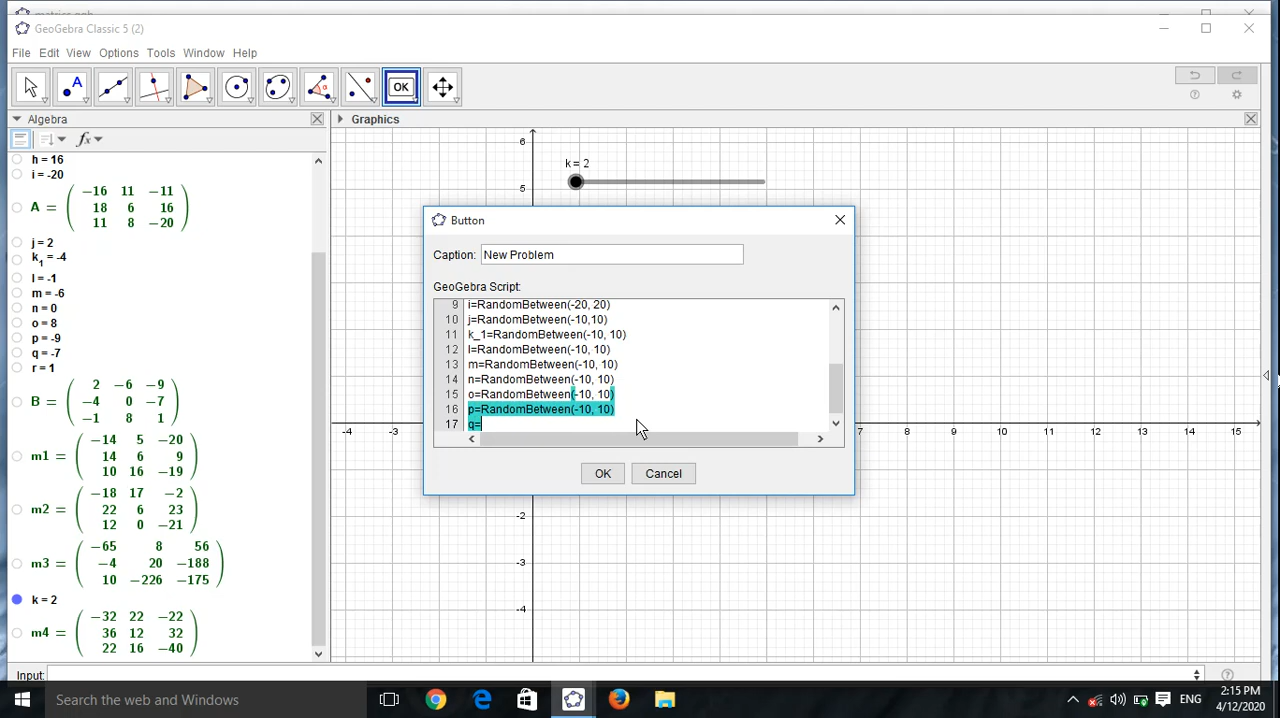 GeoGebra Classic 5 (2)
File Edit View Options Tools Window Help
A OK
Algebra
Graphics
h = 16
i = -20
A = ( -16 11 -11
18 6 16
11 8 -20 )
j = 2
k1 = -4
l = -1
m = -6
n = 0
o = 8
p = -9
q = -7
r = 1
B = ( 2 -6 -9
-4 0 -7
-1 8 1 )
m1 = ( -14 5 -20
14 6 9
10 16 -19 )
m2 = ( -18 17 -2
22 6 23
12 0 -21 )
m3 = ( -65 8 56
-4 20 -188
10 -226 -175 )
k = 2
m4 = ( -32 22 -22
36 12 32
22 16 -40 )
k = 2
6
5
-4 -3 7 8 9 10 11 12 13 14 15
-2
-3
-4
Button
Caption: New Problem
GeoGebra Script:
9 i=RandomBetween(-20, 20)
10 j=RandomBetween(-10,10)
11 k_1=RandomBetween(-10, 10)
12 l=RandomBetween(-10, 10)
13 m=RandomBetween(-10, 10)
14 n=RandomBetween(-10, 10)
15 o=RandomBetween(-10, 10)
16 p=RandomBetween(-10, 10)
17 q=
OK Cancel
Input:
Search the web and Windows
ENG
2:15 PM
4/12/2020